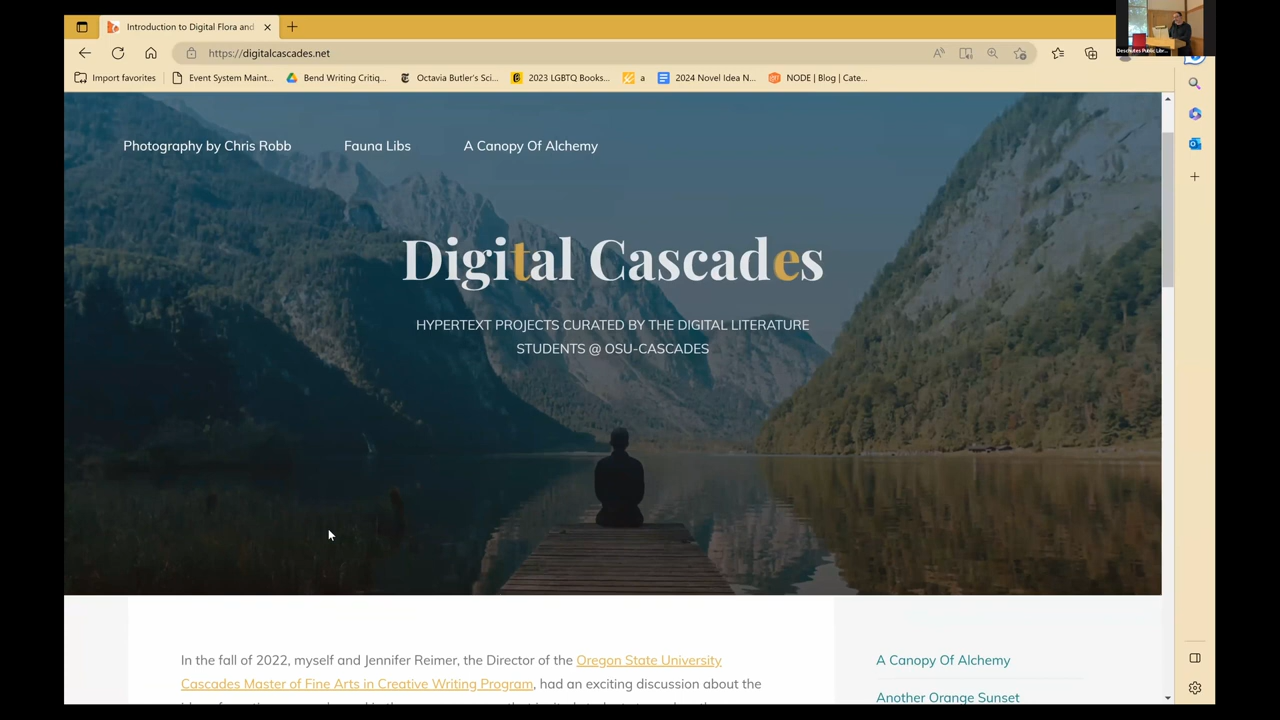 Introduction to Digital Flora and
https://digitalcascades.net
Deschutes Public Libr...
Import favorites
Event System Maint...
Bend Writing Critiq...
Octavia Butler's Sci...
2023 LGBTQ Books...
a
2024 Novel Idea N...
NODE | Blog | Cate...
Photography by Chris Robb
Fauna Libs
A Canopy Of Alchemy
Digital Cascades
HYPERTEXT PROJECTS CURATED BY THE DIGITAL LITERATURE
STUDENTS @ OSU-CASCADES
In the fall of 2022, myself and Jennifer Reimer, the Director of the Oregon State University
Cascades Master of Fine Arts in Creative Writing Program, had an exciting discussion about the
A Canopy Of Alchemy
Another Orange Sunset